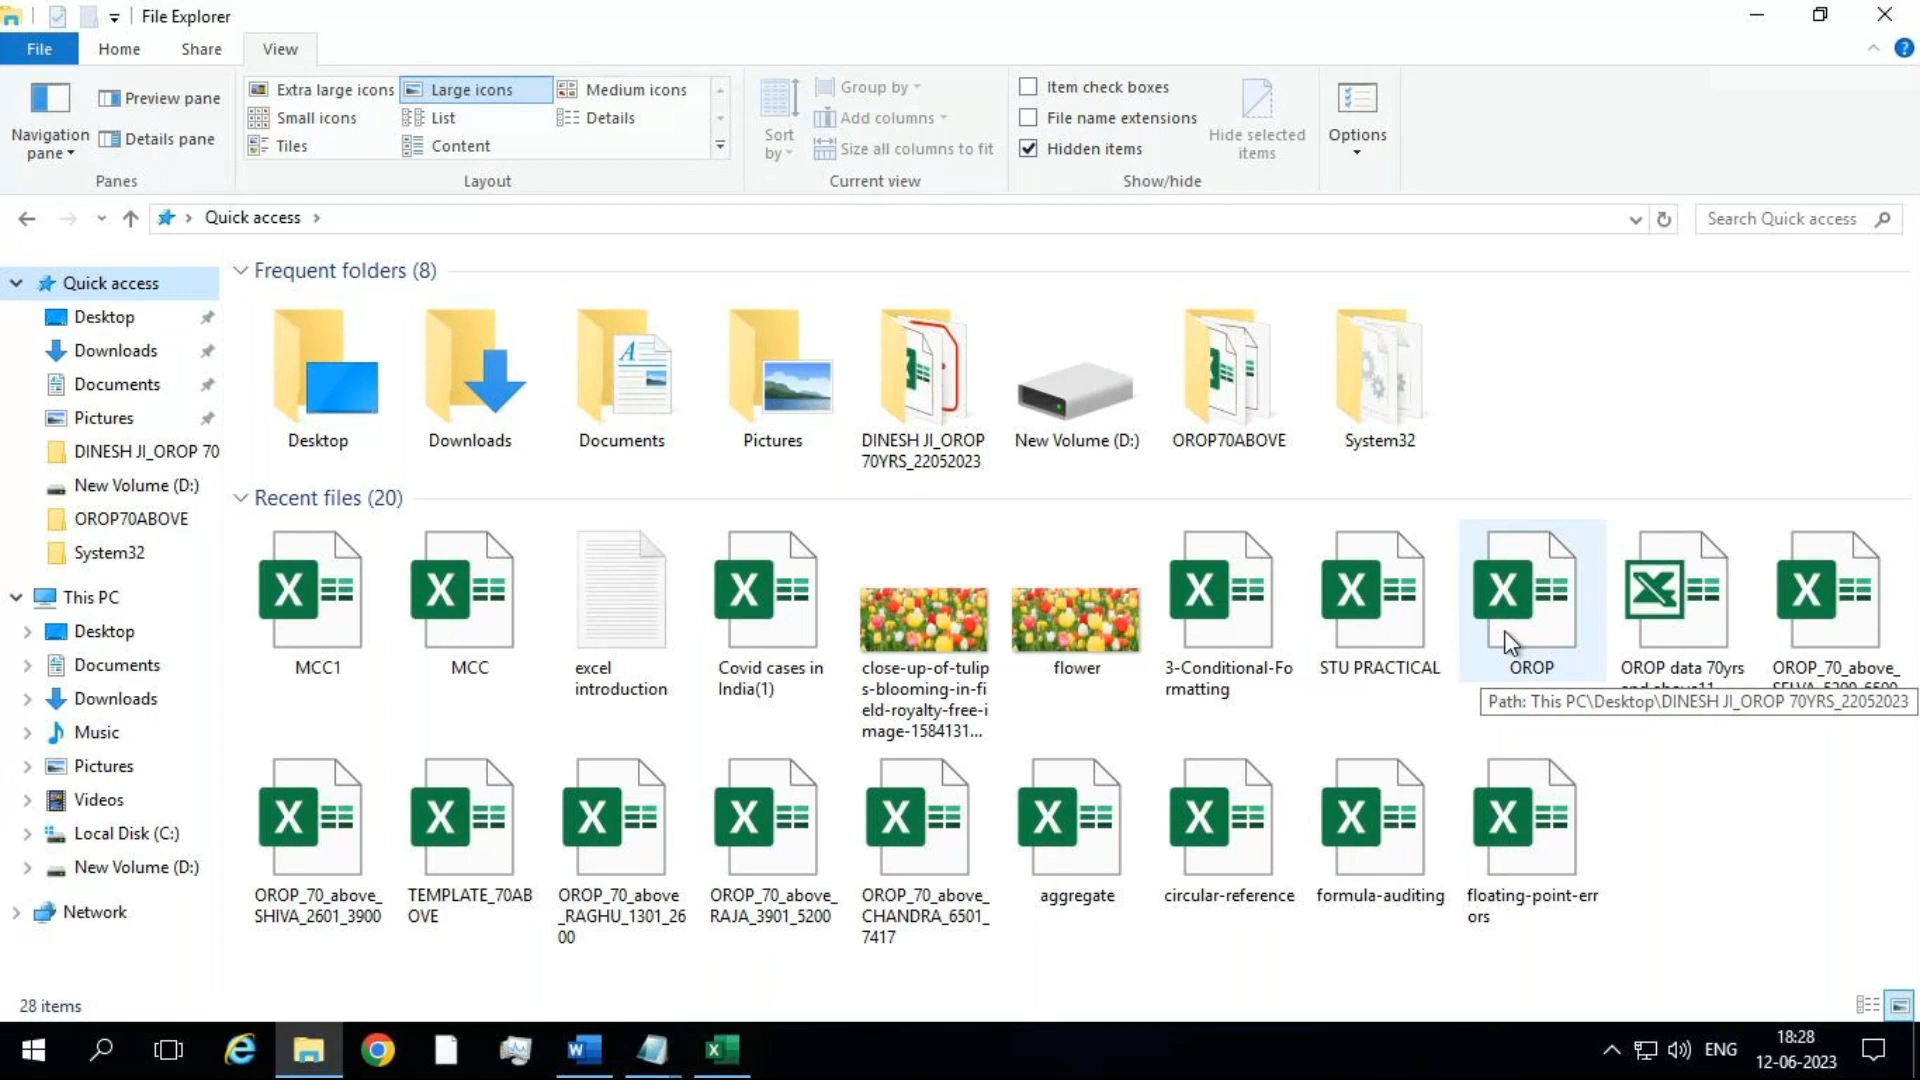 File Explorer
File Home Share View
Navigation pane
Preview pane
Details pane
Panes
Extra large icons Large icons Medium icons
Small icons List Details
Tiles Content
Layout
Sort by
Group by
Add columns
Size all columns to fit
Current view
Item check boxes
File name extensions
Hidden items
Hide selected items
Show/hide
Options
Quick access
Search Quick access
Quick access
Desktop
Downloads
Documents
Pictures
DINESH JI_OROP 70
New Volume (D:)
OROP70ABOVE
System32
This PC
Desktop
Documents
Downloads
Music
Pictures
Videos
Local Disk (C:)
New Volume (D:)
Network
Frequent folders (8)
Desktop
Downloads
Documents
Pictures
DINESH JI_OROP
70YRS_22052023
New Volume (D:)
OROP70ABOVE
System32
Recent files (20)
MCC1
MCC
excel
introduction
Covid cases in
India(1)
close-up-of-tulip
s-blooming-in-fi
eld-royalty-free-i
mage-1584131...
flower
3-Conditional-Fo
rmatting
STU PRACTICAL
OROP
OROP data 70yrs
OROP_70_above_
Path: This PC\Desktop\DINESH JI_OROP 70YRS_22052023
OROP_70_above_
SHIVA_2601_3900
TEMPLATE_70AB
OVE
OROP_70_above
_RAGHU_1301_26
00
OROP_70_above_
RAJA_3901_5200
OROP_70_above_
CHANDRA_6501_
7417
aggregate
circular-reference
formula-auditing
floating-point-err
ors
28 items
ENG
18:28
12-06-2023